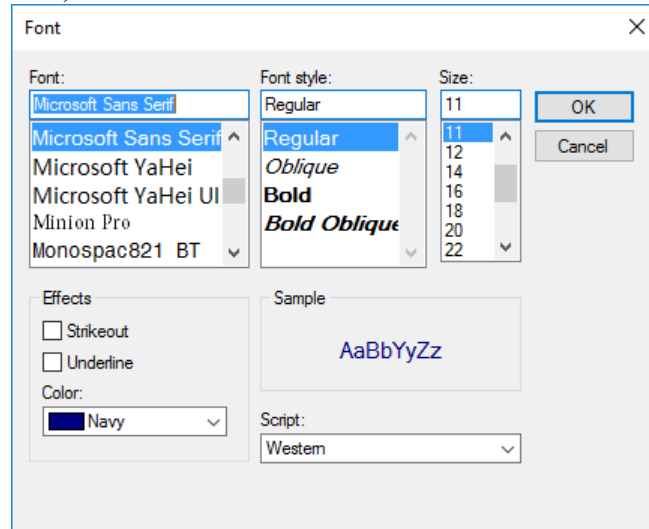 Font
Font:
Microsoft Sans Serif
Microsoft Sans Serif
Microsoft YaHei
Microsoft YaHei UI
Minion Pro
Monospac821 BT
Font style:
Regular
Regular
Oblique
Bold
Bold Oblique
Size:
11
11
12
14
16
18
20
22
OK
Cancel
Effects
Strikeout
Underline
Color:
Navy
Sample
AaBbYyZz
Script:
Western